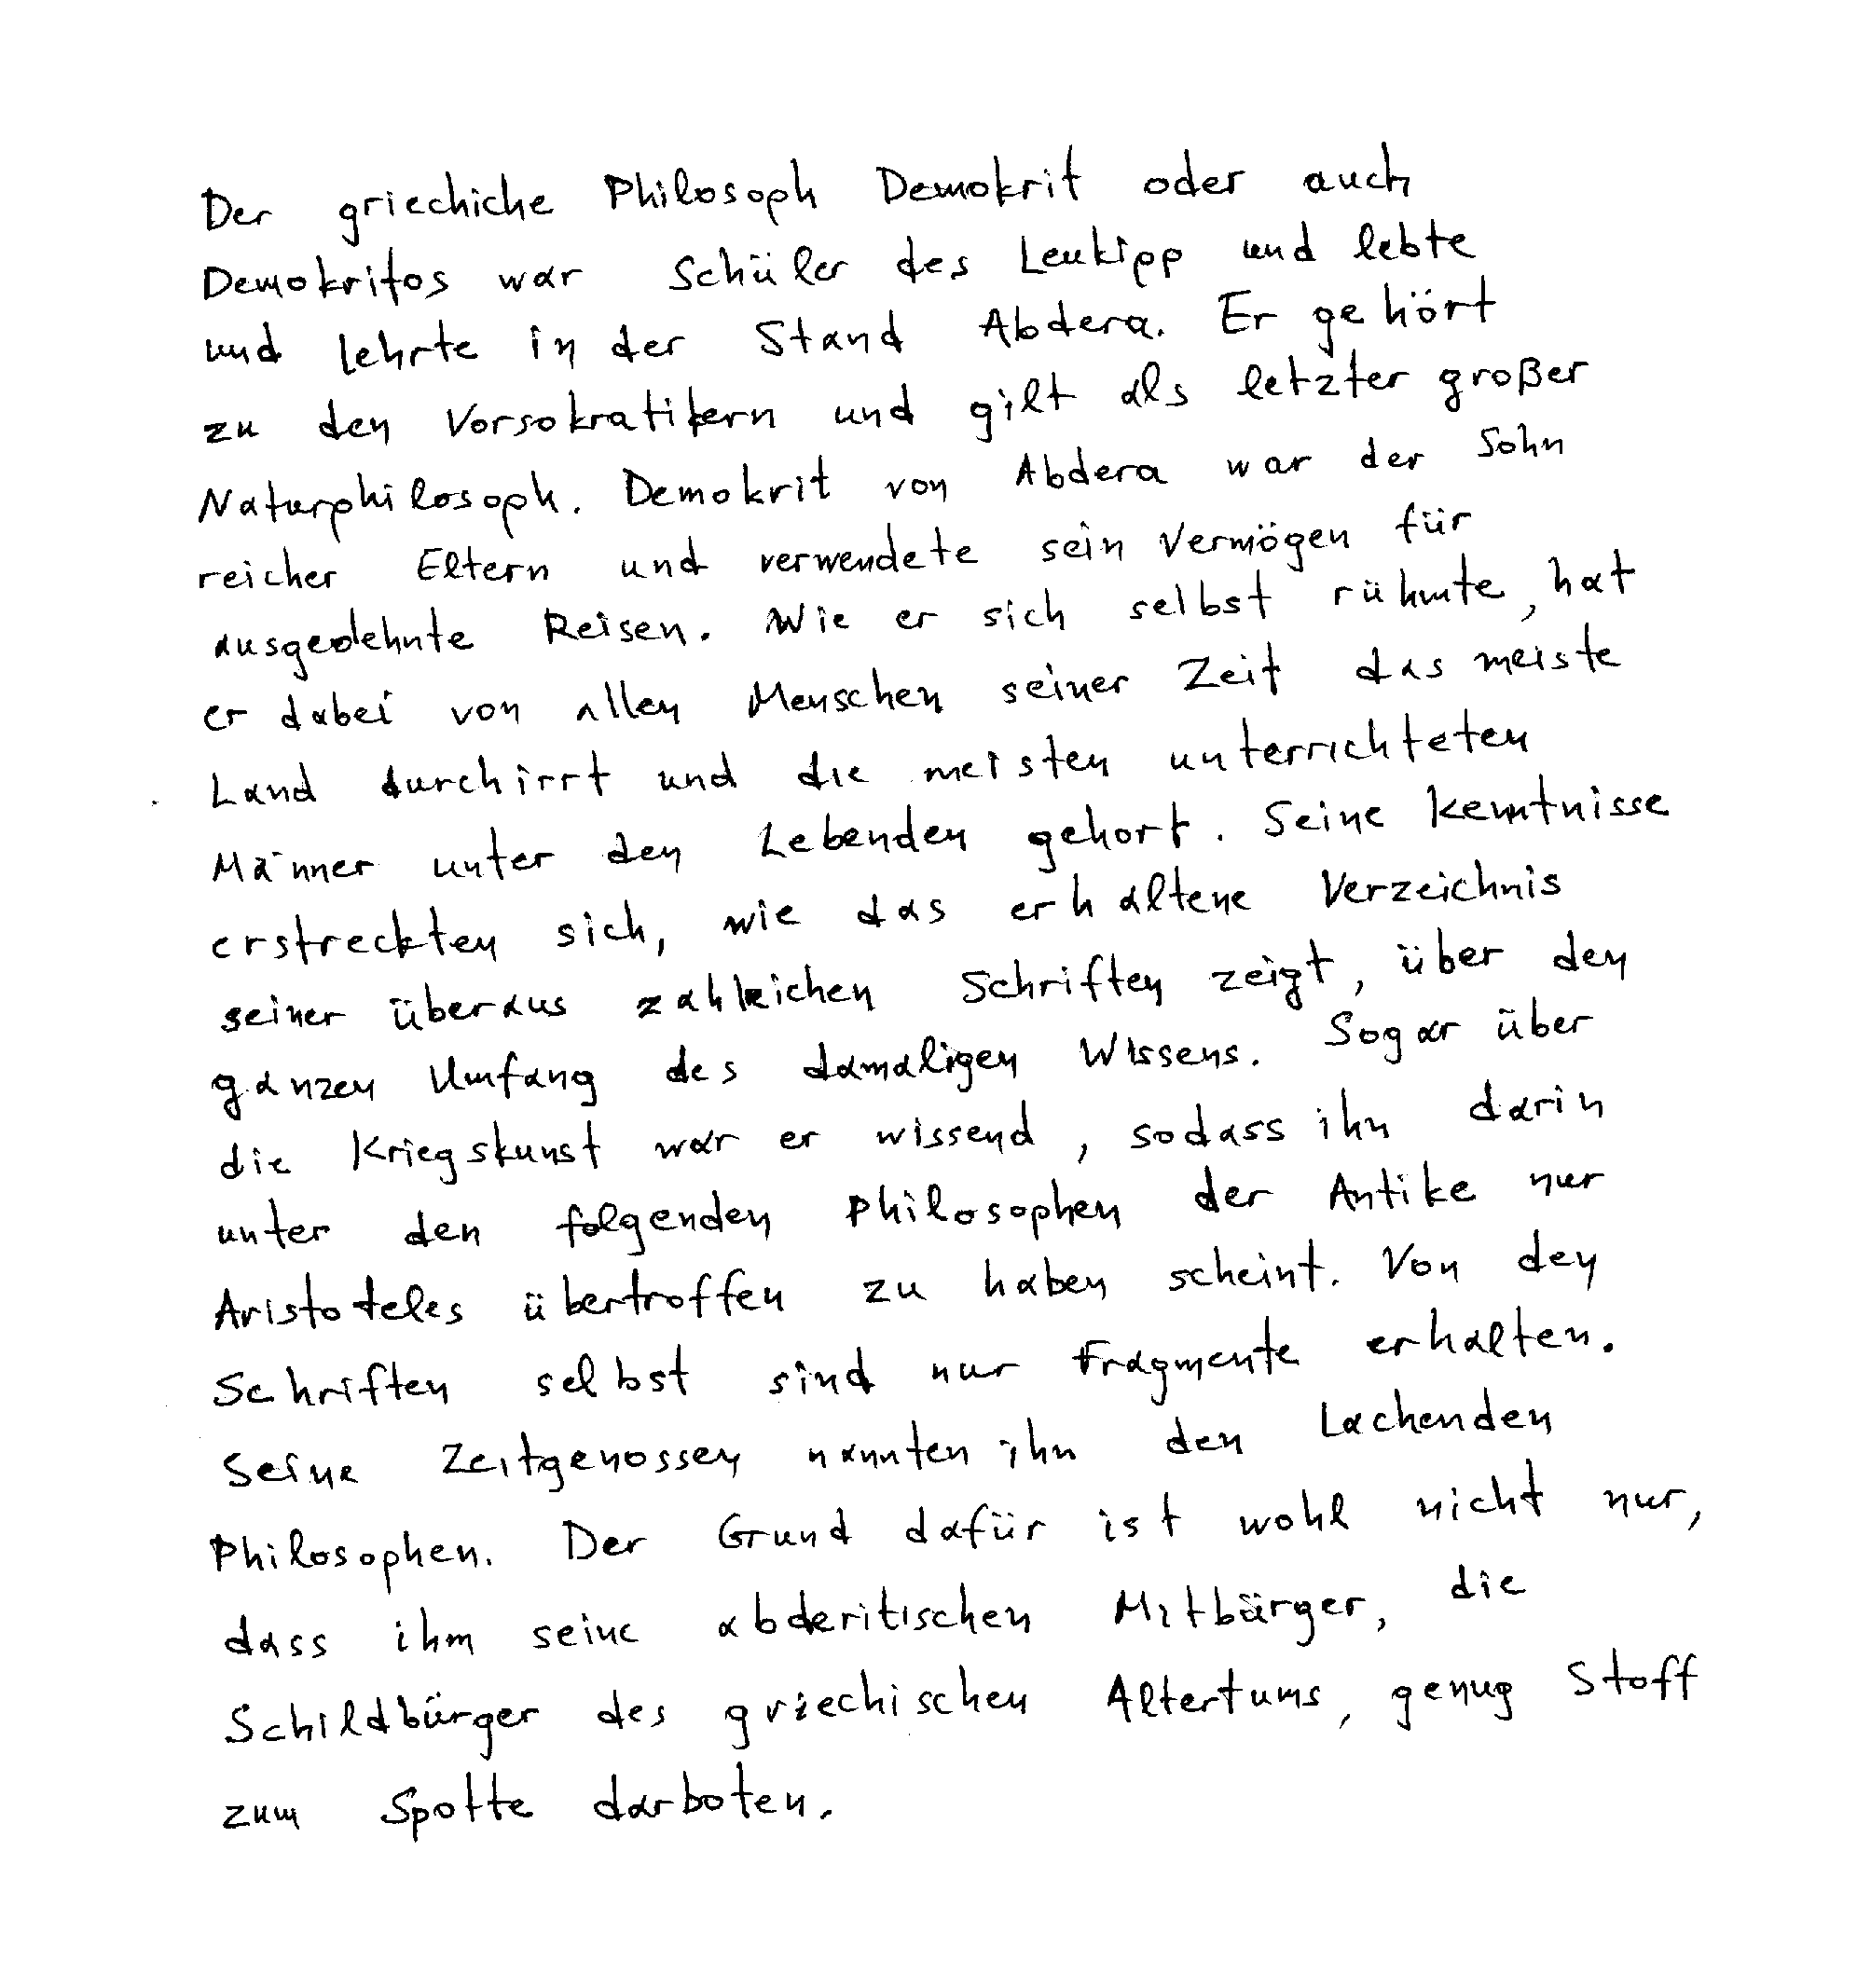 Der griechiche Philosoph Demokrit oder auch
Demokritos war Schüler des Leukipp und lebte
und lehrte in der Stand Abdera. Er gehört
zu den Vorsokratikern und gilt als letzter großer
Naturphilosoph. Demokrit von Abdera war der Sohn
reicher Eltern und verwendete sein Vermögen für
ausgedehnte Reisen. Wie er sich selbst rühmte, hat
er dabei von allen Menschen seiner Zeit das meiste
Land durchirrt und die meisten unterrichteten
Männer unter den Lebenden gehort. Seine Kenntnisse
erstreckten sich, wie das erhaltene Verzeichnis
seiner überaus zahlreichen Schriften zeigt, über den
ganzen Umfang des damaligen Wissens. Sogar über
die Kriegskunst war er wissend, sodass ihn darin
unter den folgenden Philosophen der Antike nur
Aristoteles übertroffen zu haben scheint. Von den
Schriften selbst sind nur Fragmente erhalten.
Seine Zeitgenossen nannten ihn den Lachenden
Philosophen. Der Grund dafür ist wohl nicht nur,
dass ihm seine abderitischen Mitbürger, die
Schildbürger des griechischen Altertums, genug Stoff
zum Spotte darboten.